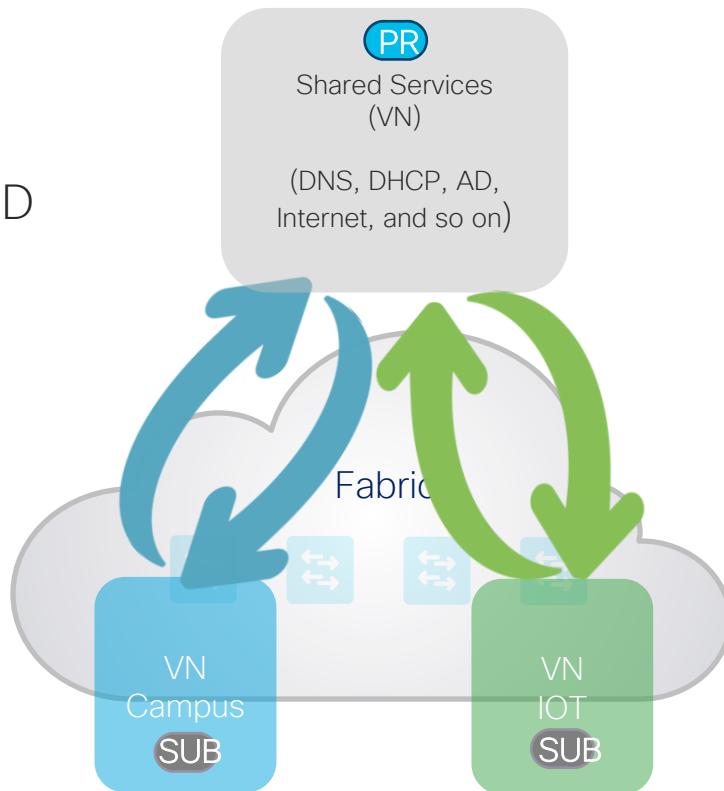 PR
Shared Services
(VN)
(DNS, DHCP, AD,
Internet, and so on)
D
Fabric
VN
Campus
SUB
VN
IOT
SUB